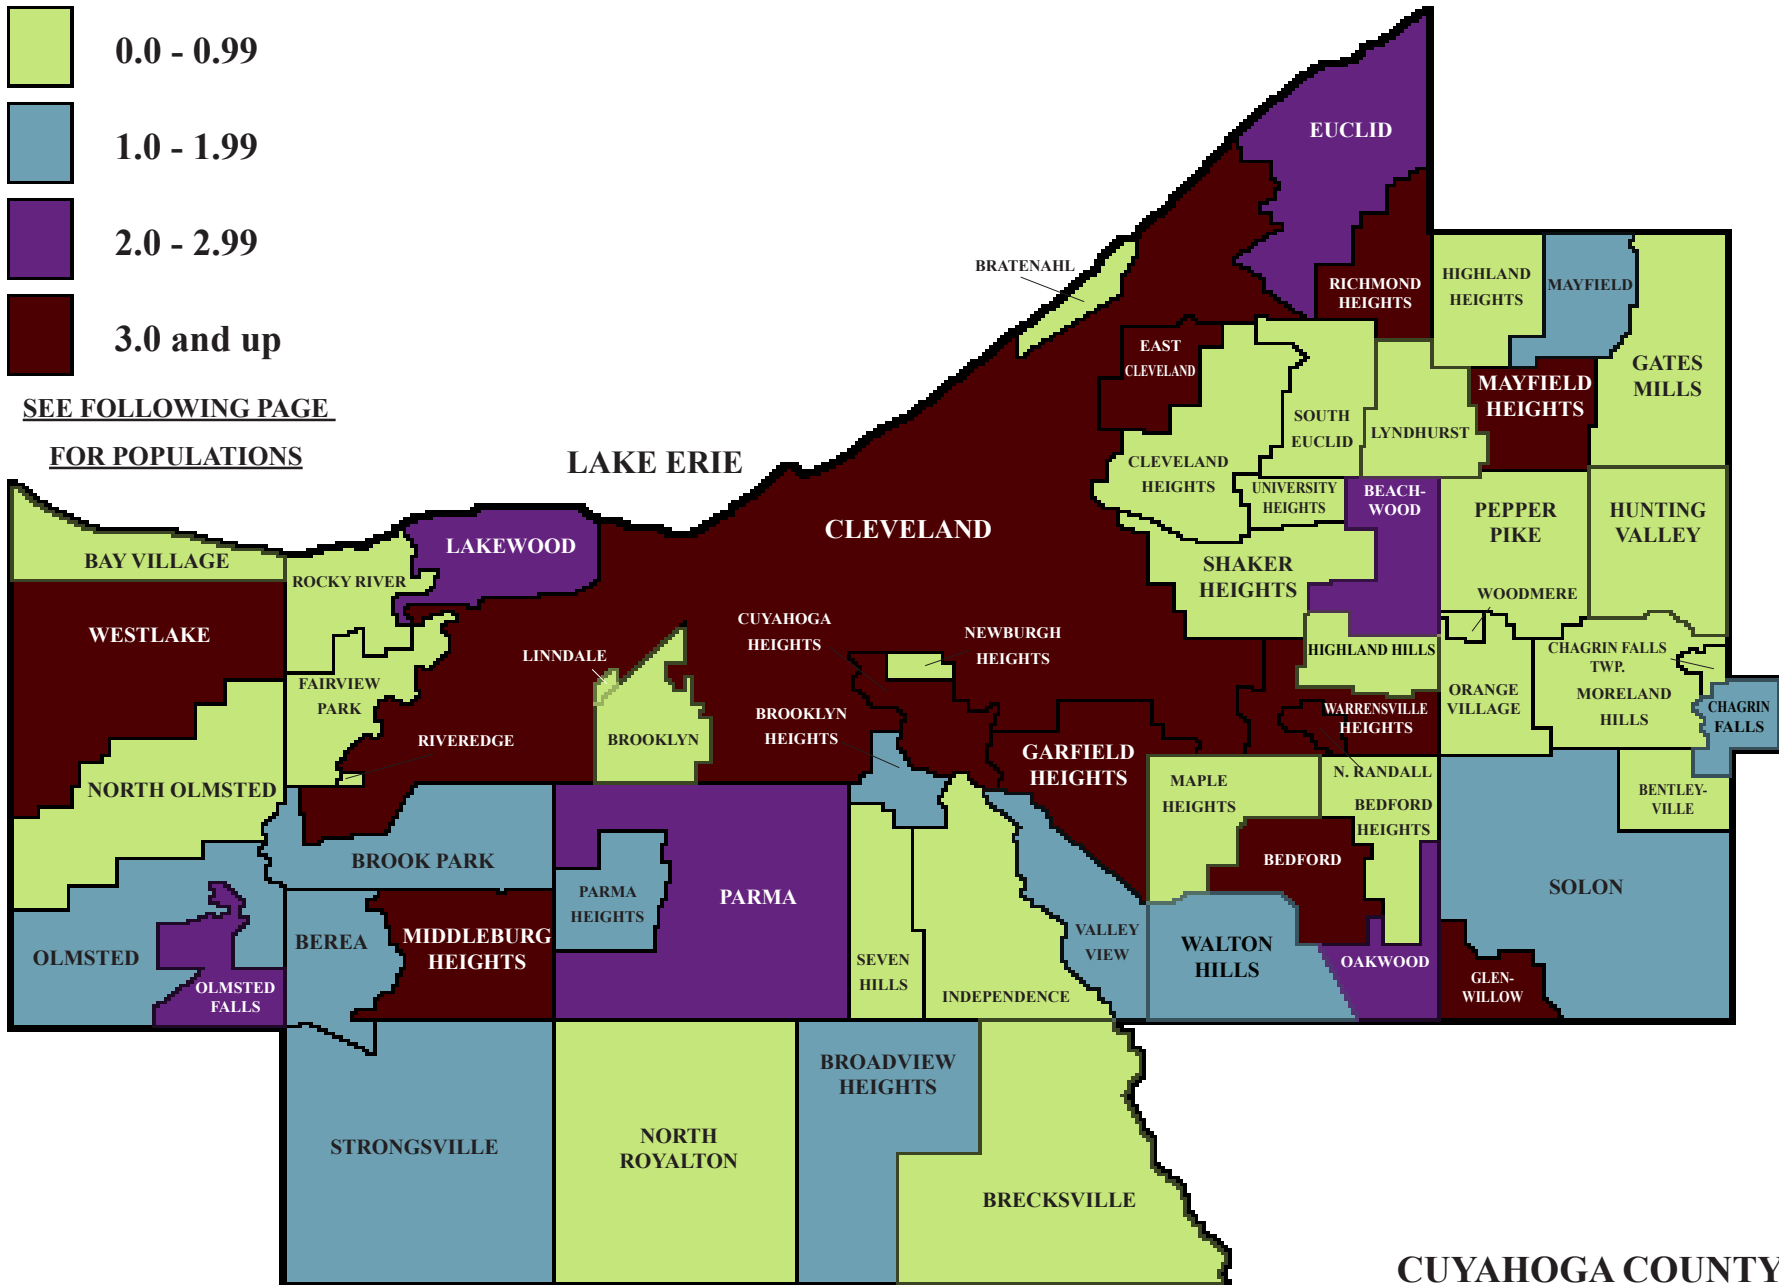 0.0 - 0.99
1.0 - 1.99
2.0 - 2.99
3.0 and up
SEE FOLLOWING PAGE
FOR POPULATIONS
LAKE ERIE
EUCLID
BRATENAHL
RICHMOND
HEIGHTS
HIGHLAND
HEIGHTS
MAYFIELD
GATES
MILLS
EAST
CLEVELAND
MAYFIELD
HEIGHTS
SOUTH
EUCLID
LYNDHURST
CLEVELAND
HEIGHTS
UNIVERSITY
HEIGHTS
BEACH-
WOOD
PEPPER
PIKE
HUNTING
VALLEY
CLEVELAND
LAKEWOOD
BAY VILLAGE
ROCKY RIVER
SHAKER
HEIGHTS
WOODMERE
WESTLAKE
CUYAHOGA
HEIGHTS
NEWBURGH
HEIGHTS
LINNDALE
HIGHLAND HILLS
CHAGRIN FALLS
TWP.
FAIRVIEW
PARK
ORANGE
VILLAGE
MORELAND
HILLS
CHAGRIN
FALLS
BROOKLYN
HEIGHTS
WARRENSVILLE
HEIGHTS
RIVEREDGE
BROOKLYN
GARFIELD
HEIGHTS
N. RANDALL
NORTH OLMSTED
MAPLE
HEIGHTS
BEDFORD
HEIGHTS
BENTLEY-
VILLE
BROOK PARK
BEDFORD
SOLON
PARMA
HEIGHTS
PARMA
OLMSTED
BEREA
MIDDLEBURG
HEIGHTS
SEVEN
HILLS
VALLEY
VIEW
WALTON
HILLS
OAKWOOD
GLEN-
WILLOW
OLMSTED
FALLS
INDEPENDENCE
BROADVIEW
HEIGHTS
STRONGSVILLE
NORTH
ROYALTON
BRECKSVILLE
CUYAHOGA COUNTY